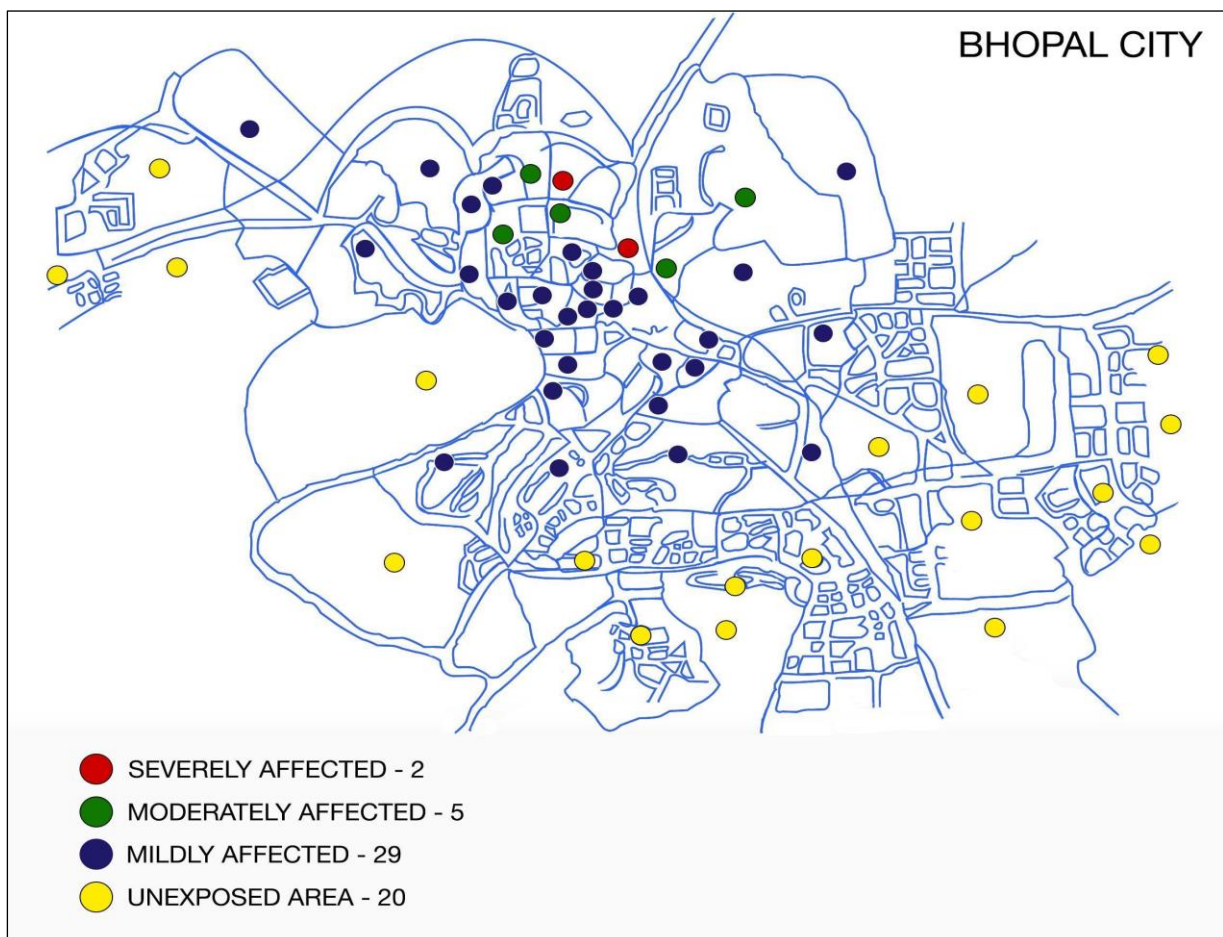 BHOPAL CITY
SEVERELY AFFECTED - 2
MODERATELY AFFECTED - 5
MILDLY AFFECTED - 29
UNEXPOSED AREA - 20